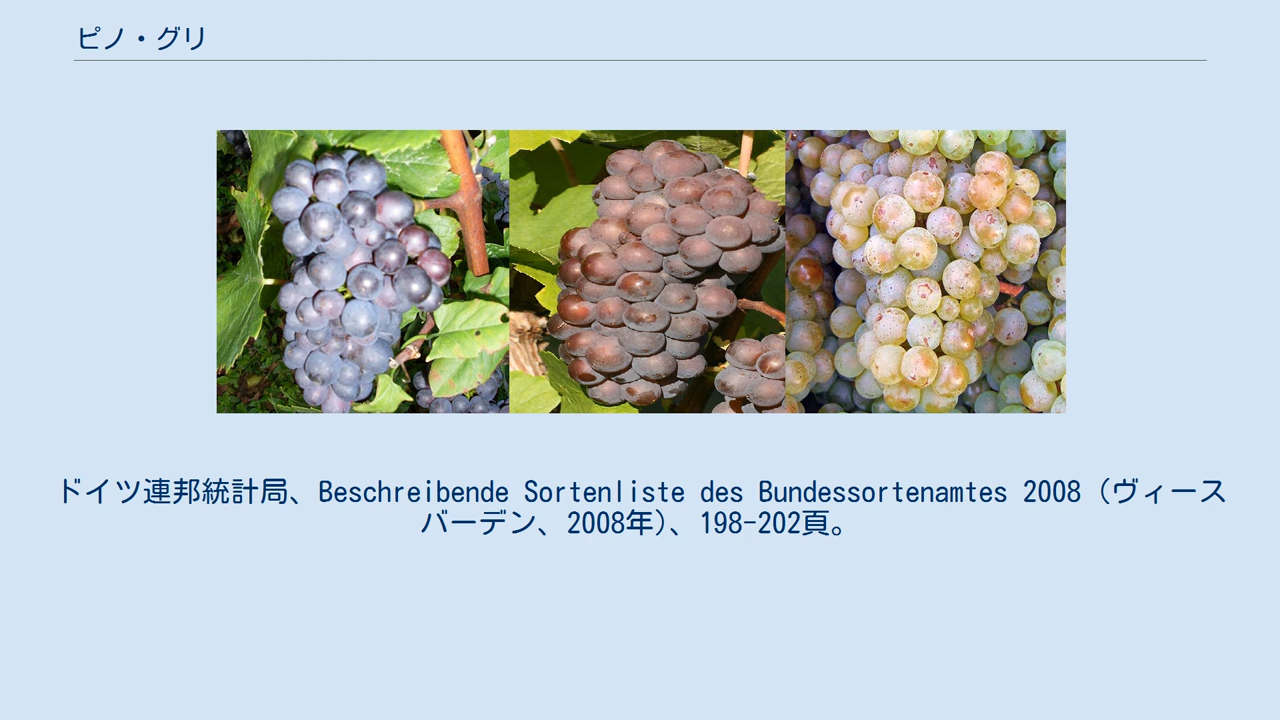 ピノ・グリ
ドイツ連邦統計局、Beschreibende Sortenliste des Bundessortenamtes 2008（ヴィース
バーデン、2008年）、198-202頁。